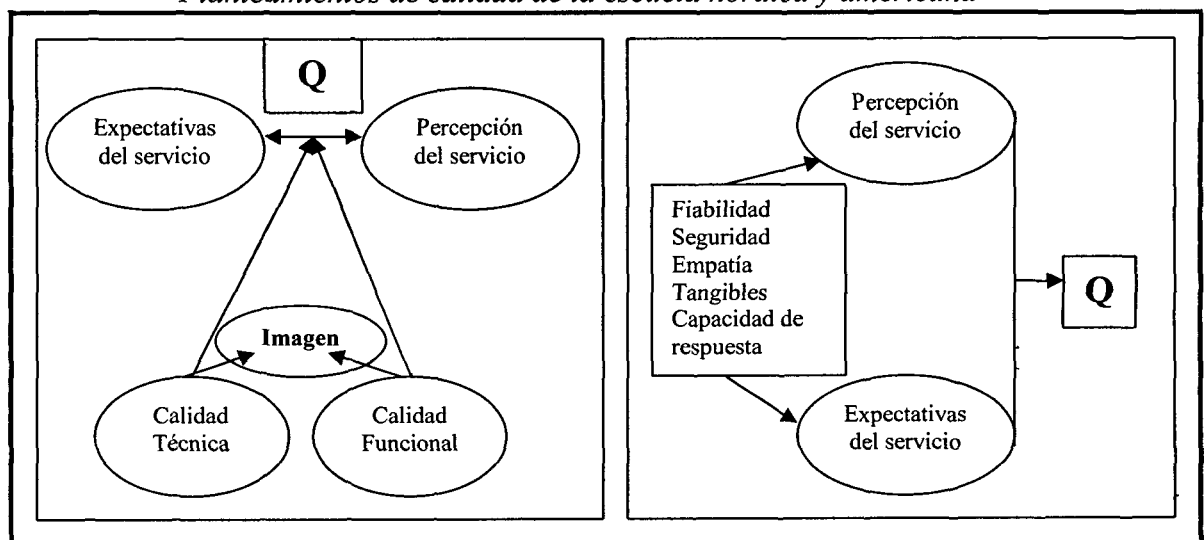 Planteamientos de calidad de la escuela nórdica y americana
Q
Expectativas
del servicio
Percepción
del servicio
Imagen
Calidad
Técnica
Calidad
Funcional
Percepción
del servicio
Fiabilidad
Seguridad
Empatía
Tangibles
Capacidad de
respuesta
Q
Expectativas
del servicio